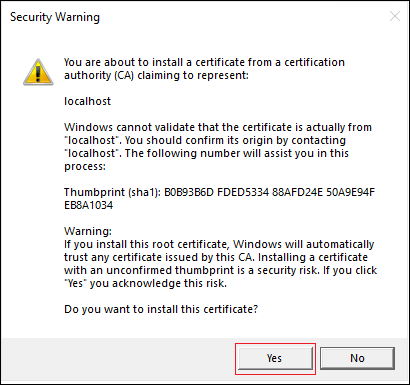 Security Warning
You are about to install a certificate from a certification
authority (CA) claiming to represent:
localhost
Windows cannot validate that the certificate is actually from
"localhost". You should confirm its origin by contacting
"localhost". The following number will assist you in this
process:
Thumbprint (sha1): B0B93B6D FDED5334 88AFD24E 50A9E94F
EB8A1034
Warning:
If you install this root certificate, Windows will automatically
trust any certificate issued by this CA. Installing a certificate
with an unconfirmed thumbprint is a security risk. If you click
"Yes" you acknowledge this risk.
Do you want to install this certificate?
Yes
No